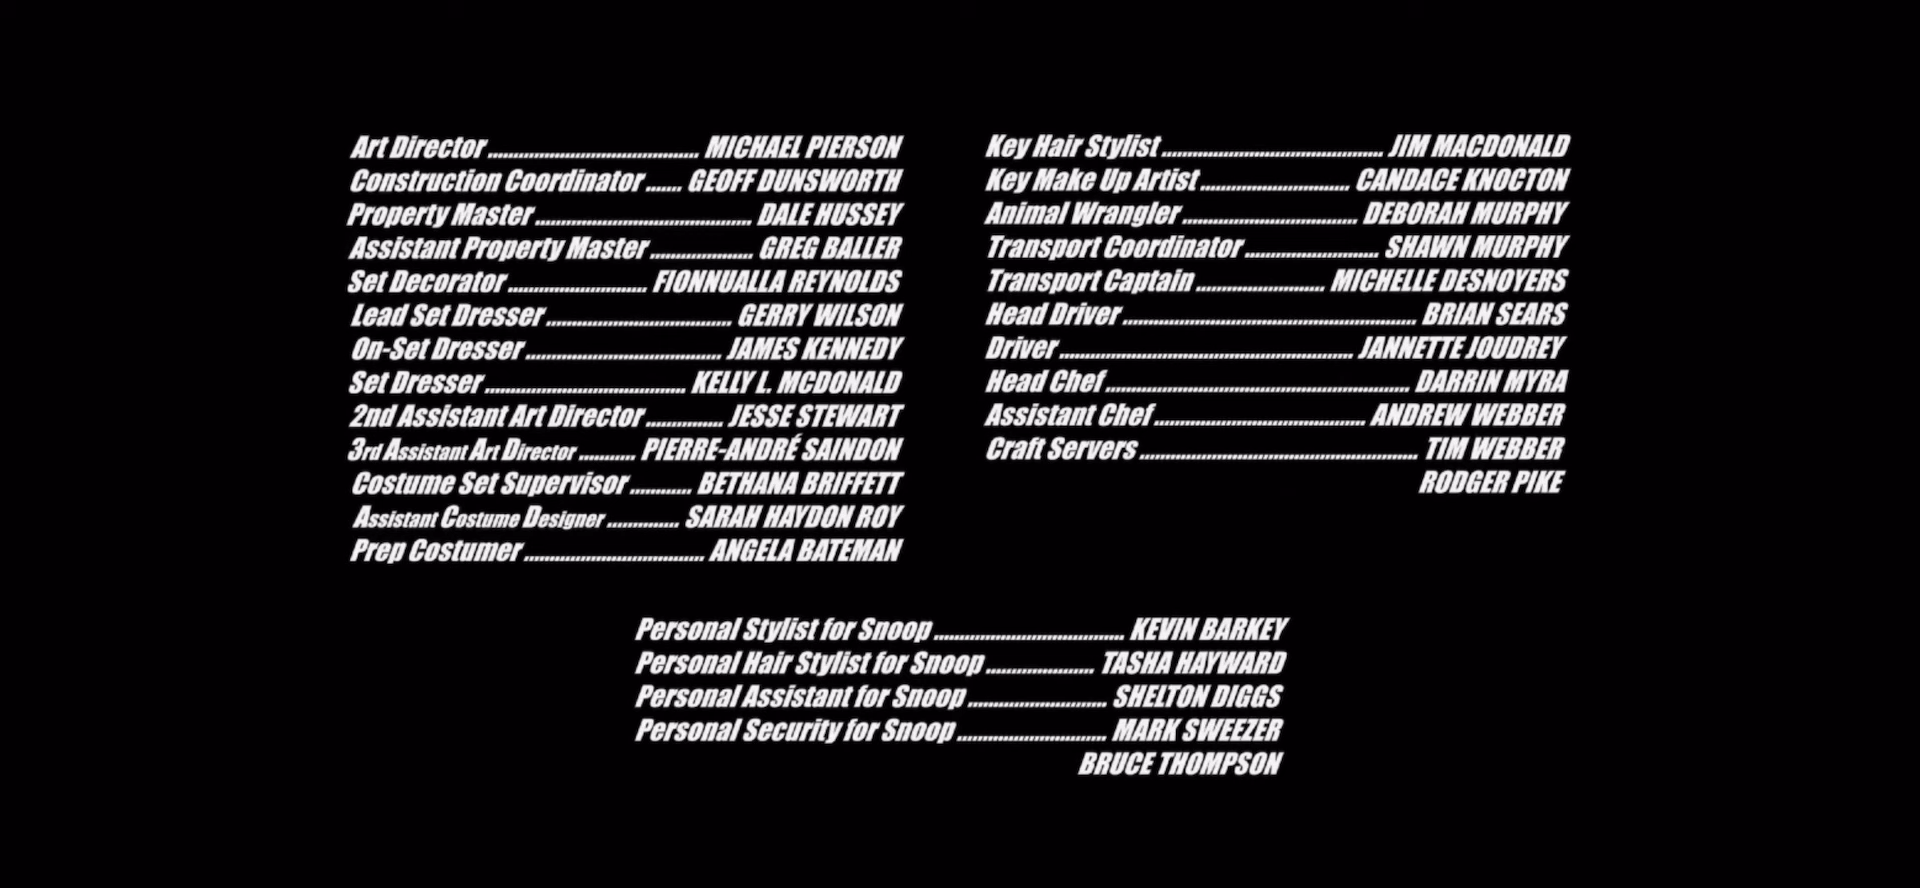 Art Director ........................................ MICHAEL PIERSON
Construction Coordinator ....... GEOFF DUNSWORTH
Property Master ......................................... DALE HUSSEY
Assistant Property Master .................... GREG BALLER
Set Decorator ........................... FIONNUALLA REYNOLDS
Lead Set Dresser .................................... GERRY WILSON
On-Set Dresser ...................................... JAMES KENNEDY
Set Dresser ....................................... KELLY L. MCDONALD
2nd Assistant Art Director ............... JESSE STEWART
3rd Assistant Art Director ........... PIERRE-ANDRÉ SAINDON
Costume Set Supervisor ............ BETHANA BRIFFETT
Assistant Costume Designer .............. SARAH HAYDON ROY
Prep Costumer ................................... ANGELA BATEMAN
Key Hair Stylist ........................................... JIM MACDONALD
Key Make Up Artist ............................. CANDACE KNOCTON
Animal Wrangler .................................. DEBORAH MURPHY
Transport Coordinator .......................... SHAWN MURPHY
Transport Captain ......................... MICHELLE DESNOYERS
Head Driver ......................................................... BRIAN SEARS
Driver ......................................................... JANNETTE JOUDREY
Head Chef ........................................................... DARRIN MYRA
Assistant Chef ......................................... ANDREW WEBBER
Craft Servers ...................................................... TIM WEBBER
RODGER PIKE
Personal Stylist for Snoop ..................................... KEVIN BARKEY
Personal Hair Stylist for Snoop ..................... TASHA HAYWARD
Personal Assistant for Snoop ........................... SHELTON DIGGS
Personal Security for Snoop ............................. MARK SWEEZER
BRUCE THOMPSON